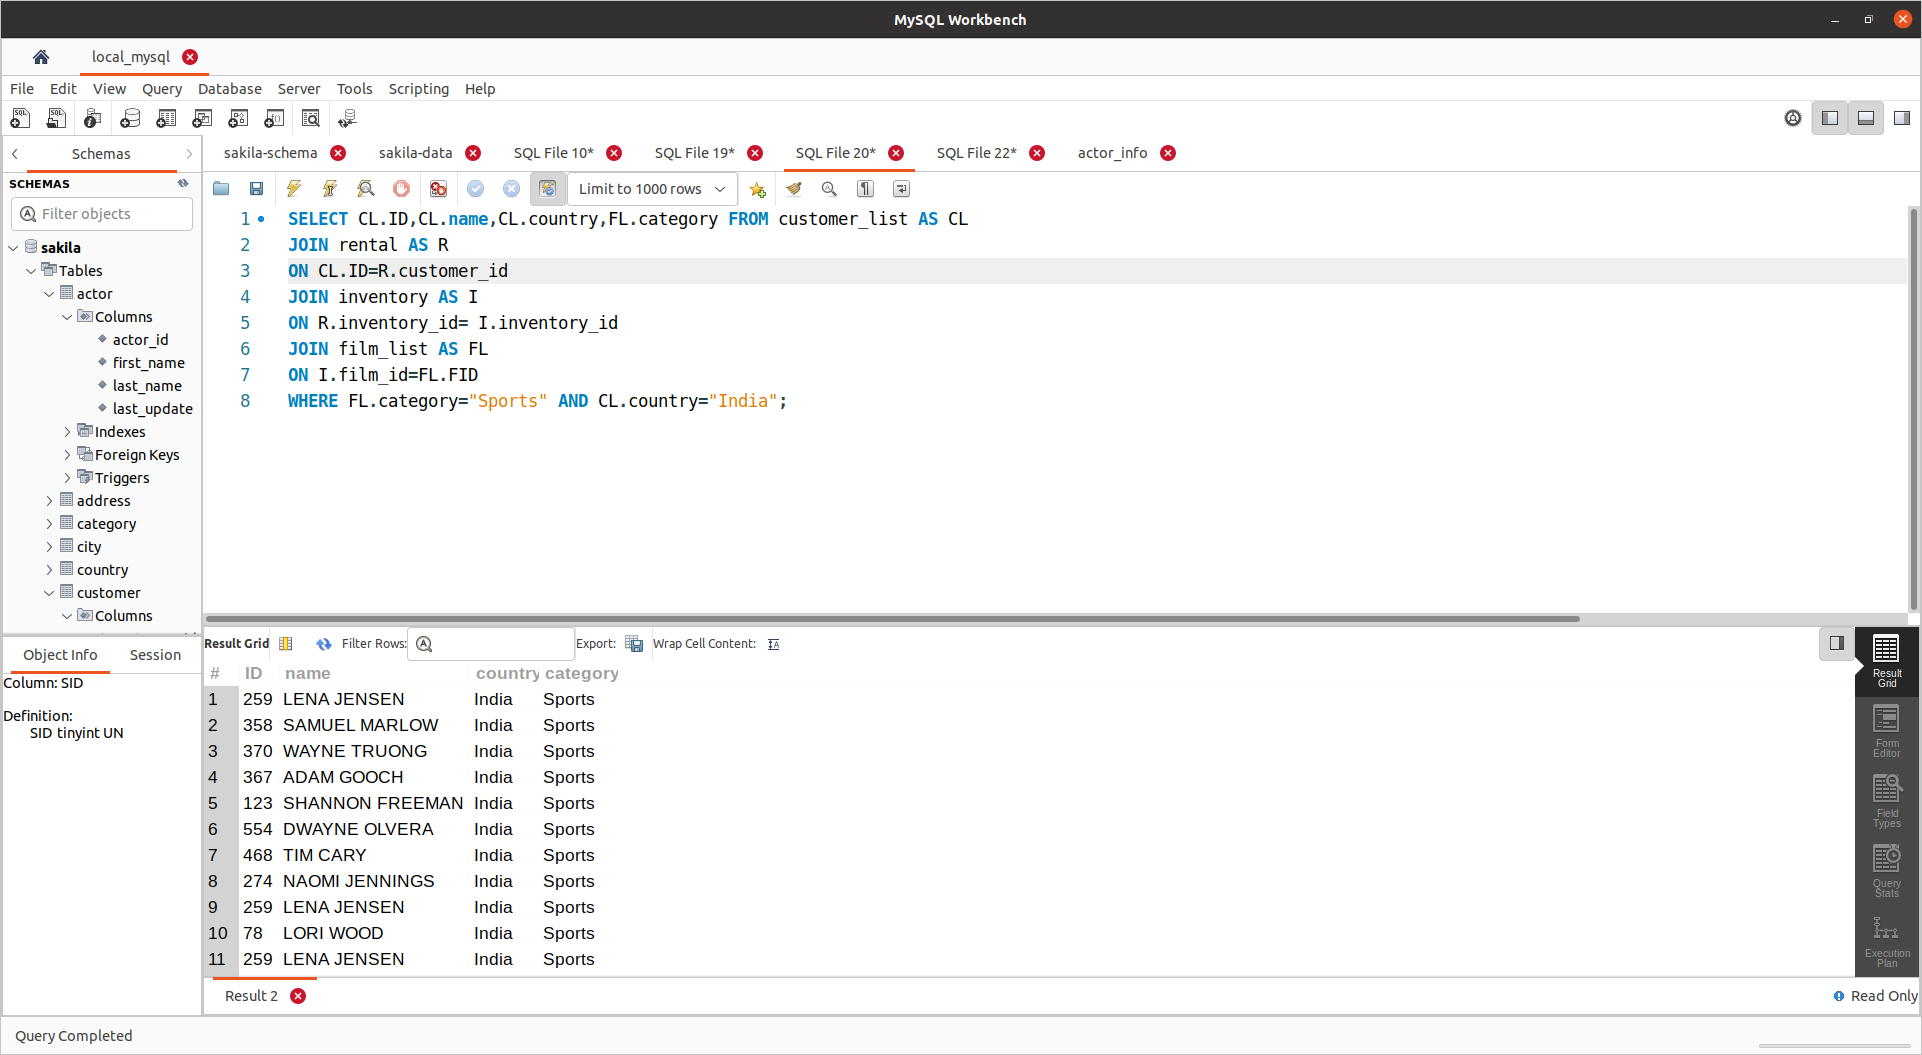 MySQL Workbench
local_mysql
File Edit View Query Database Server Tools Scripting Help
Schemas
sakila-schema sakila-data SQL File 10* SQL File 19* SQL File 20* SQL File 22* actor_info
SCHEMAS
Filter objects
sakila
Tables
actor
Columns
actor_id
first_name
last_name
last_update
Indexes
Foreign Keys
Triggers
address
category
city
country
customer
Columns
Limit to 1000 rows
1 SELECT CL.ID,CL.name,CL.country,FL.category FROM customer_list AS CL
2 JOIN rental AS R
3 ON CL.ID=R.customer_id
4 JOIN inventory AS I
5 ON R.inventory_id= I.inventory_id
6 JOIN film_list AS FL
7 ON I.film_id=FL.FID
8 WHERE FL.category="Sports" AND CL.country="India";
Object Info Session
Column: SID
Definition:
SID tinyint UN
Result Grid Filter Rows: Export: Wrap Cell Content:
# ID name country category
1 259 LENA JENSEN India Sports
2 358 SAMUEL MARLOW India Sports
3 370 WAYNE TRUONG India Sports
4 367 ADAM GOOCH India Sports
5 123 SHANNON FREEMAN India Sports
6 554 DWAYNE OLVERA India Sports
7 468 TIM CARY India Sports
8 274 NAOMI JENNINGS India Sports
9 259 LENA JENSEN India Sports
10 78 LORI WOOD India Sports
11 259 LENA JENSEN India Sports
Result
Grid
Form
Editor
Field
Types
Query
Stats
Execution
Plan
Result 2
Read Only
Query Completed